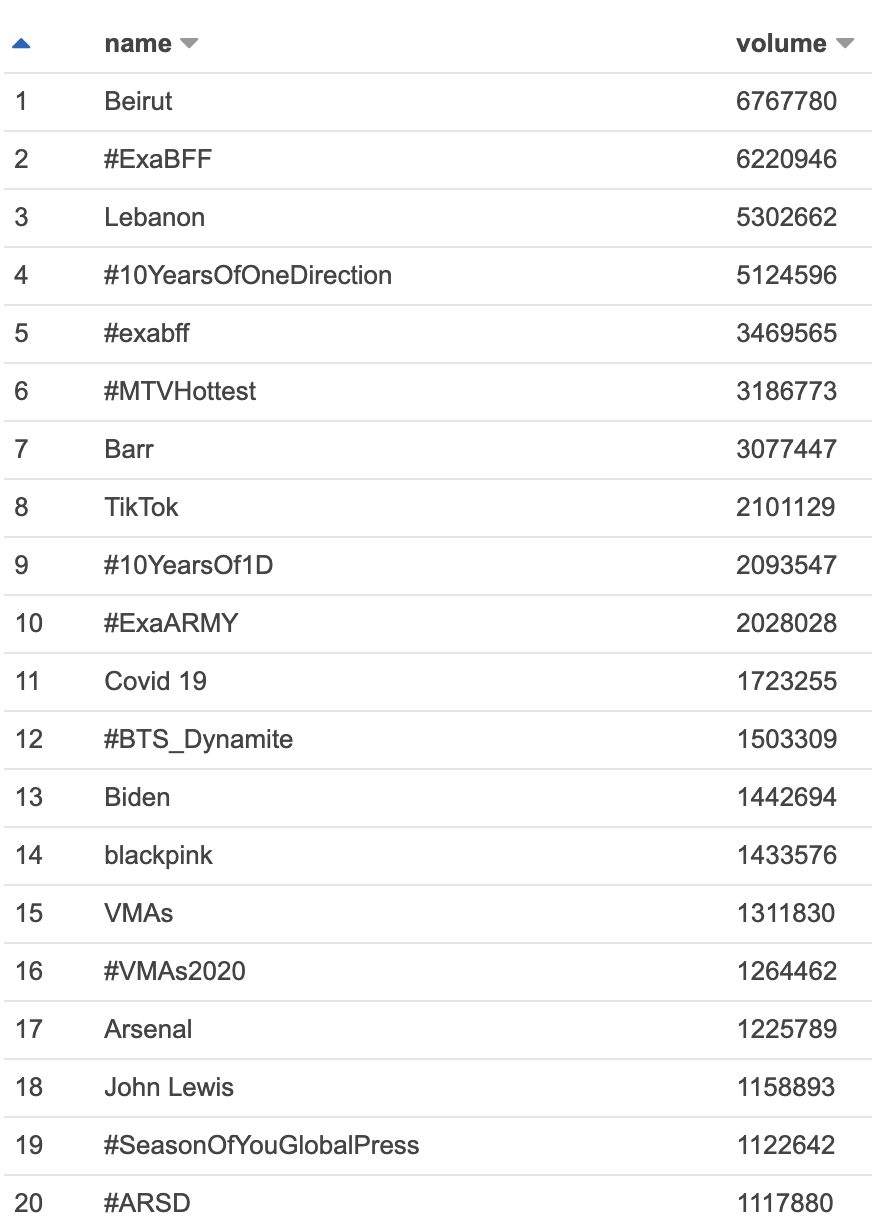 name volume
1 Beirut 6767780
2 #ExaBFF 6220946
3 Lebanon 5302662
4 #10YearsOfOneDirection 5124596
5 #exabff 3469565
6 #MTVHottest 3186773
7 Barr 3077447
8 TikTok 2101129
9 #10YearsOf1D 2093547
10 #ExaARMY 2028028
11 Covid 19 1723255
12 #BTS_Dynamite 1503309
13 Biden 1442694
14 blackpink 1433576
15 VMAs 1311830
16 #VMAs2020 1264462
17 Arsenal 1225789
18 John Lewis 1158893
19 #SeasonOfYouGlobalPress 1122642
20 #ARSD 1117880